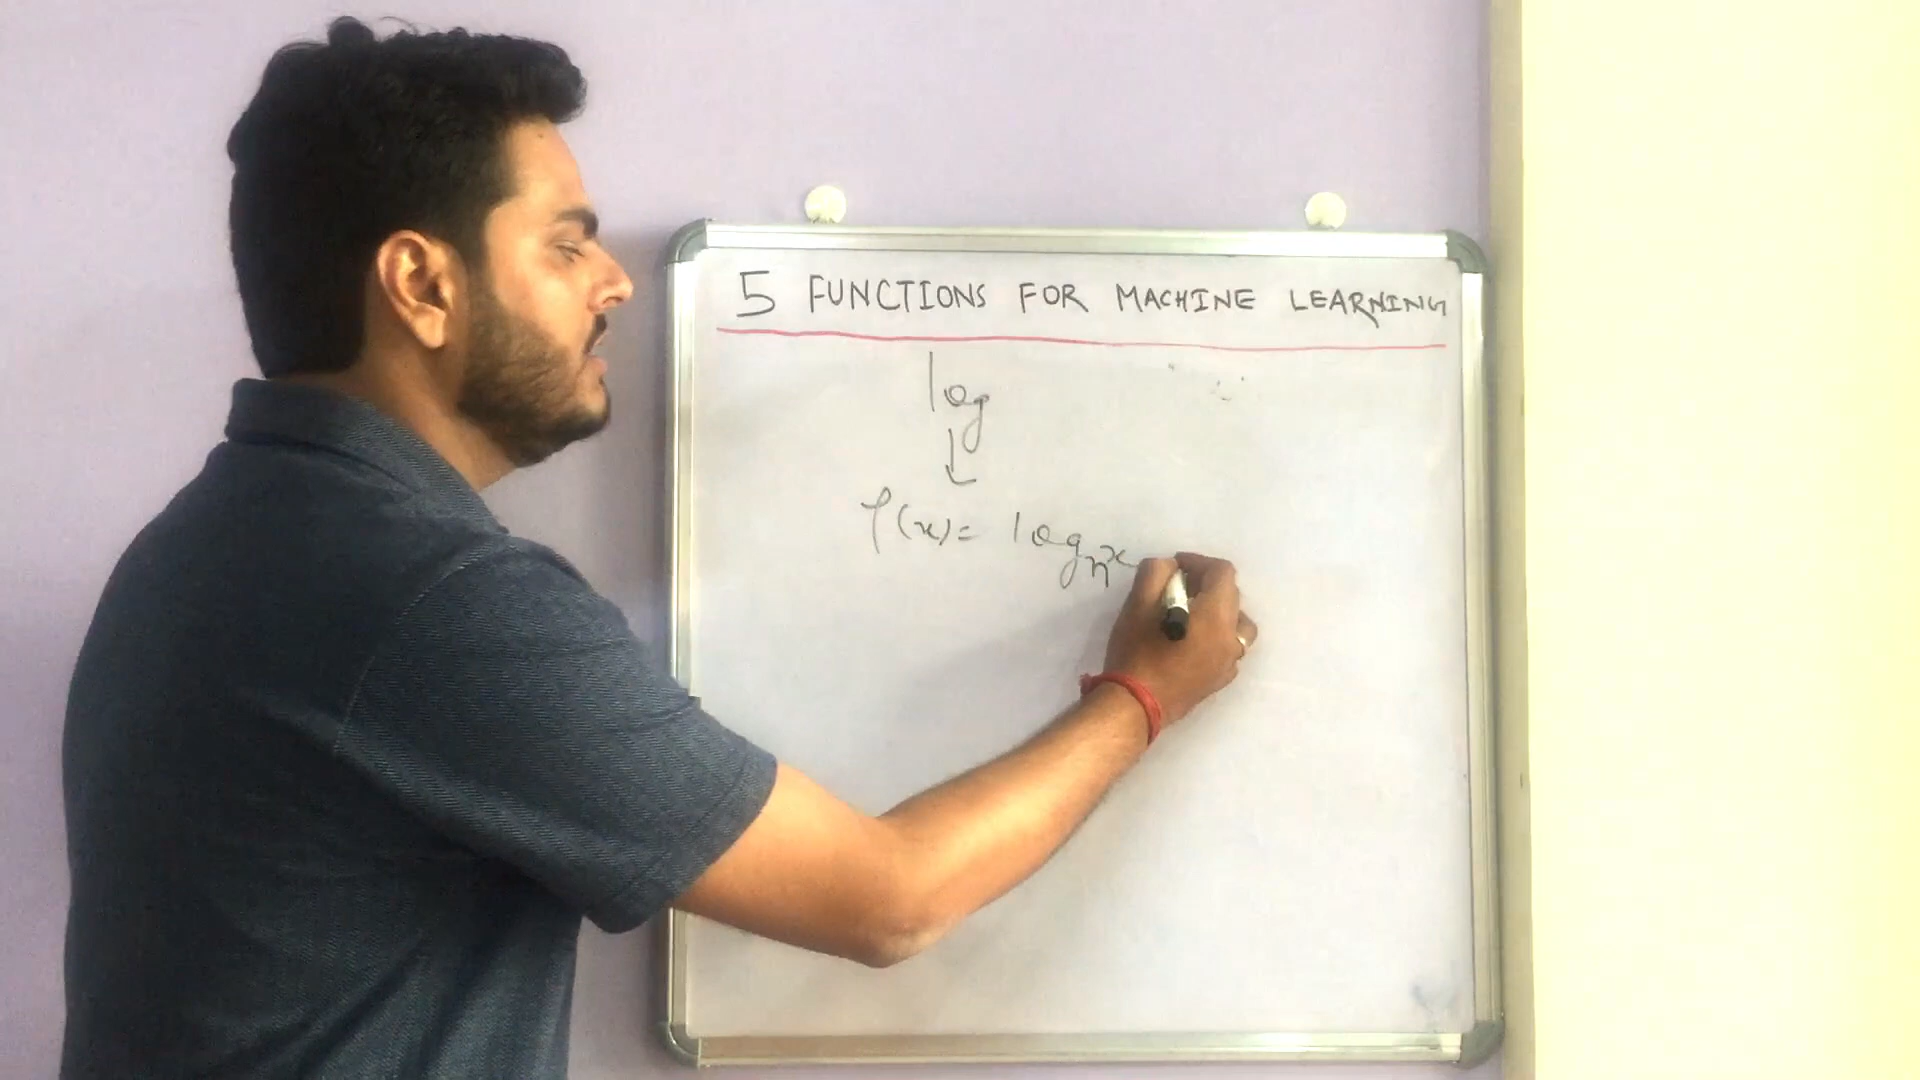 5 FUNCTIONS FOR MACHINE LEARNING
log
↓
f(x) = log_n x